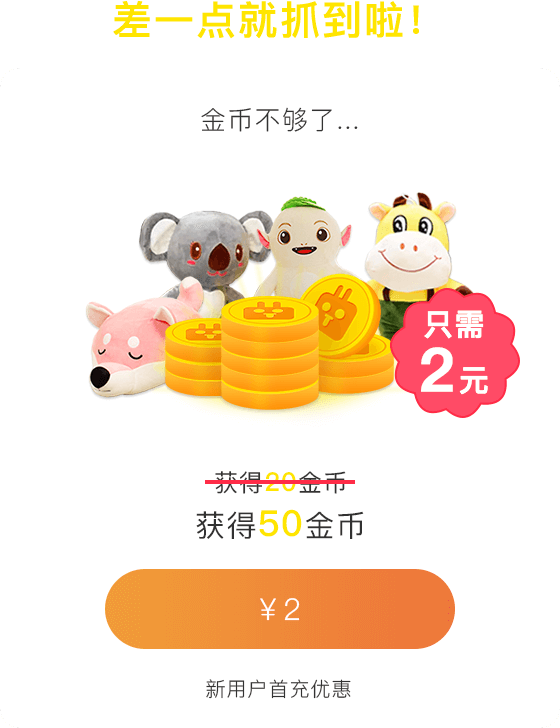 差一点就抓到啦！
金币不够了...
只需
2元
获得20金币
获得50金币
¥2
新用户首充优惠